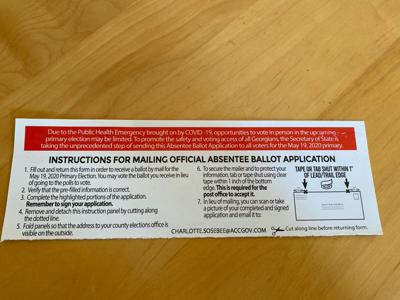 Due to the Public Health Emergency brought on by COVID -19, opportunities to vote in person in the upcoming
primary election may be limited. To promote the safety and voting access of all Georgians, the Secretary of State is
taking the unprecedented step of sending this Absentee Ballot Application to all voters for the May 19, 2020 primary.
INSTRUCTIONS FOR MAILING OFFICIAL ABSENTEE BALLOT APPLICATION
1. Fill out and return this form in order to receive a ballot by mail for the
May 19, 2020 Primary Election. You may vote the ballot you receive in lieu
of going to the polls to vote.
2. Verify that the pre-filled information is correct.
3. Complete the highlighted portions of the application.
Remember to sign your application.
4. Remove and detach this instruction panel by cutting along
the dotted line.
5. Fold panels so that the address to your county elections office is
visible on the outside.
6. To secure the mailer and to protect your
information, tab or tape shut using clear
tape within 1 inch of the bottom
edge. This is required for the
post office to accept it.
7. In lieu of mailing, you can scan or take
a picture of your completed and signed
application and email it to:
CHARLOTTE.SOSEBEE@ACCGOV.COM
TAPE OR TAB SHUT WITHIN 1"
OF LEAD/TRAIL EDGE
Cut along line before returning form.